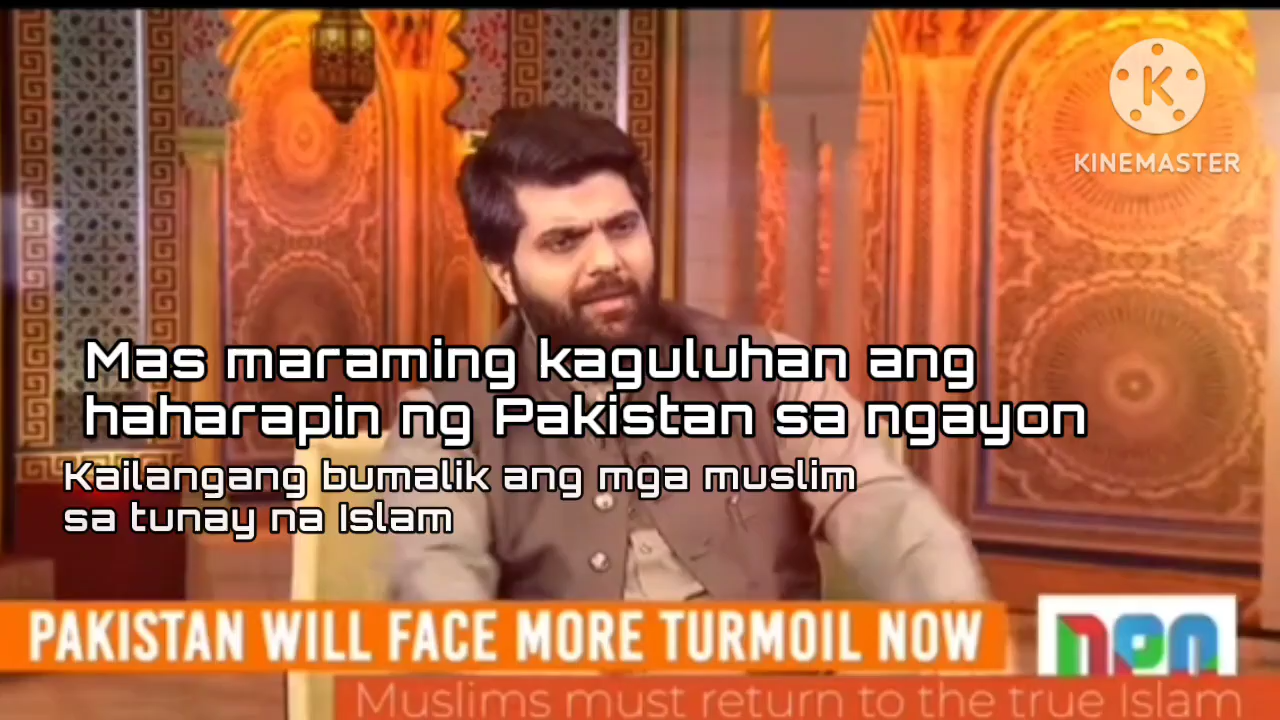 KINEMASTER
Mas maraming kaguluhan ang
haharapin ng Pakistan sa ngayon
Kailangang bumalik ang mga muslim
sa tunay na Islam
PAKISTAN WILL FACE MORE TURMOIL NOW
Muslims must return to the true Islam